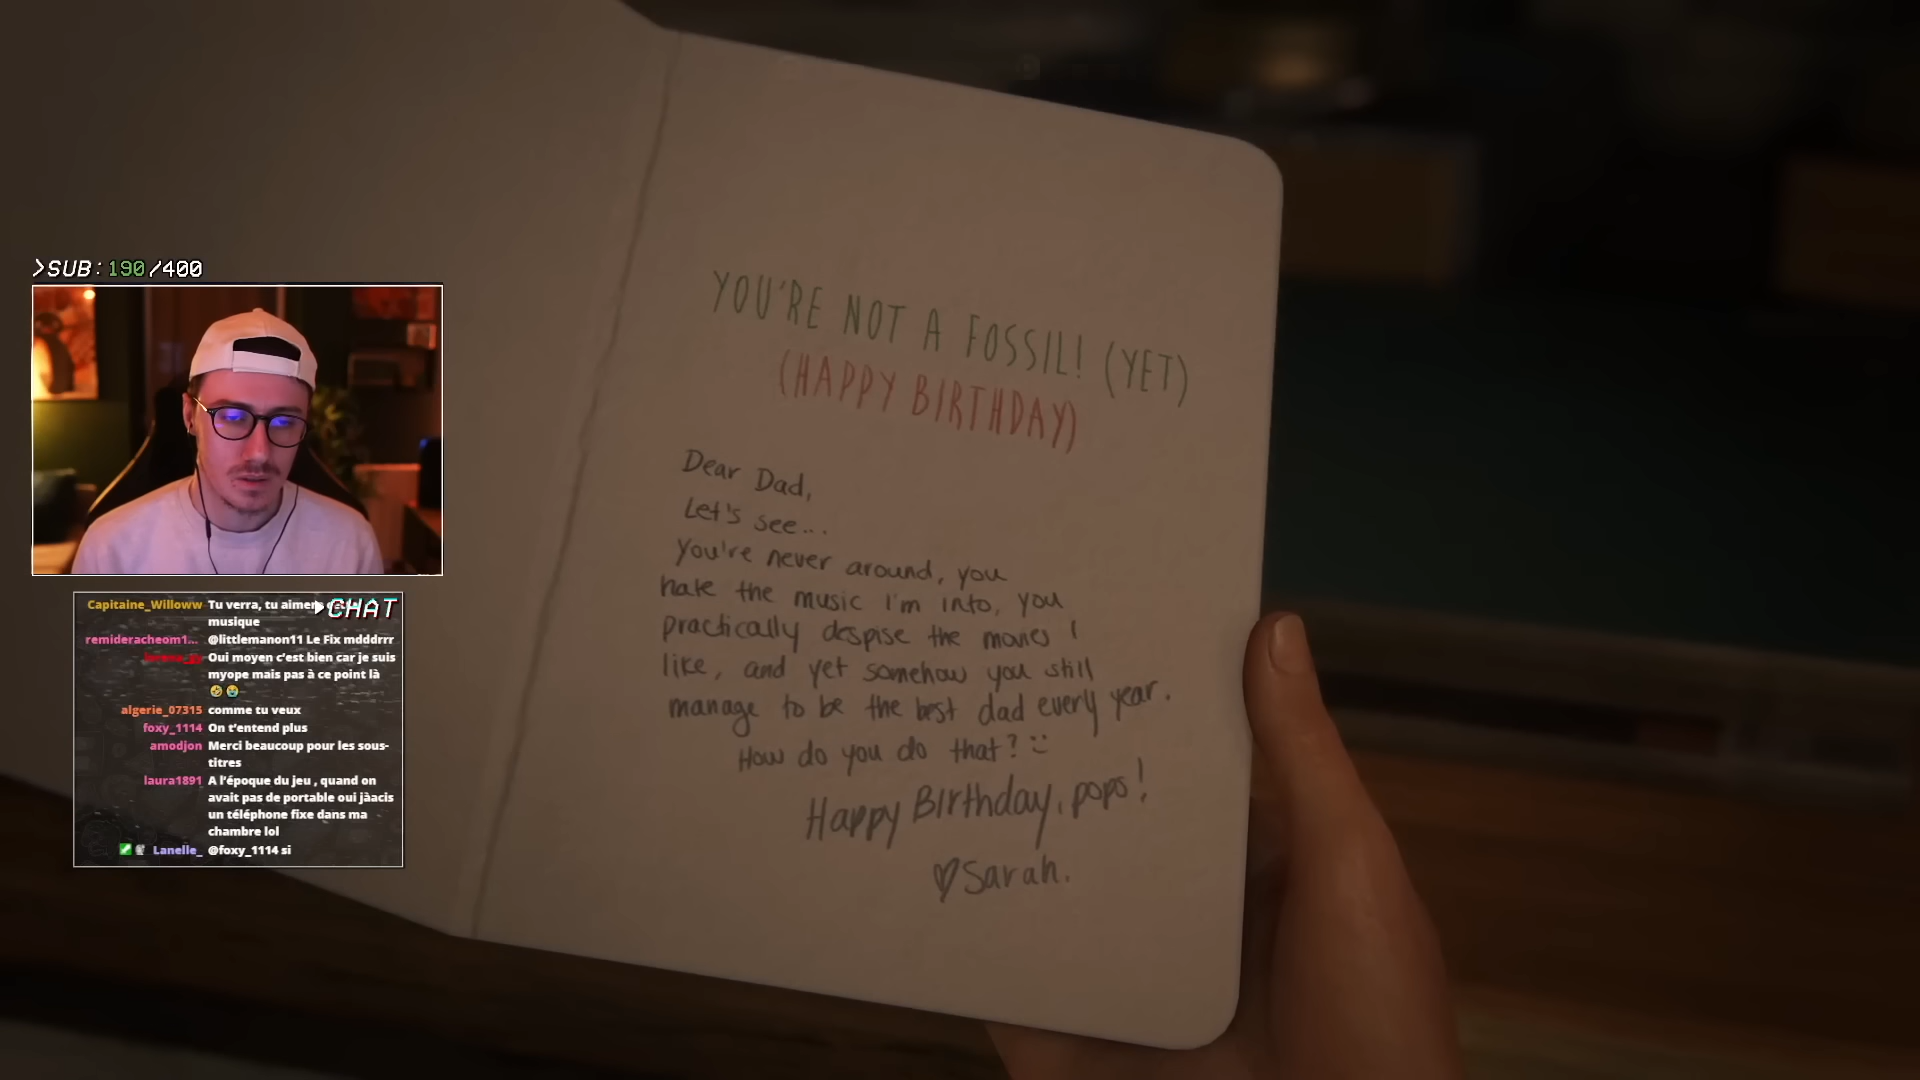 >SUB: 190/400
Capitaine_Willoww Tu verra, tu aimera
musique
CHAT
remideracheom1... @littlemanon11 Le Fix mdddrrr
Oui moyen c'est bien car je suis
myope mais pas à ce point là
🤣😭
algerie_07315 comme tu veux
foxy_1114 On t'entend plus
amodjon Merci beaucoup pour les sous-
titres
laura1891 A l'époque du jeu , quand on
avait pas de portable oui jàacis
un téléphone fixe dans ma
chambre lol
Lanelle_ @foxy_1114 si
YOU'RE NOT A FOSSIL! (YET)
(HAPPY BIRTHDAY)
Dear Dad,
Let's see...
You're never around, you
hate the music I'm into, you
practically despise the movies I
like, and yet somehow you still
manage to be the best dad every year.
How do you do that? :)
Happy Birthday, pops!
♡Sarah.